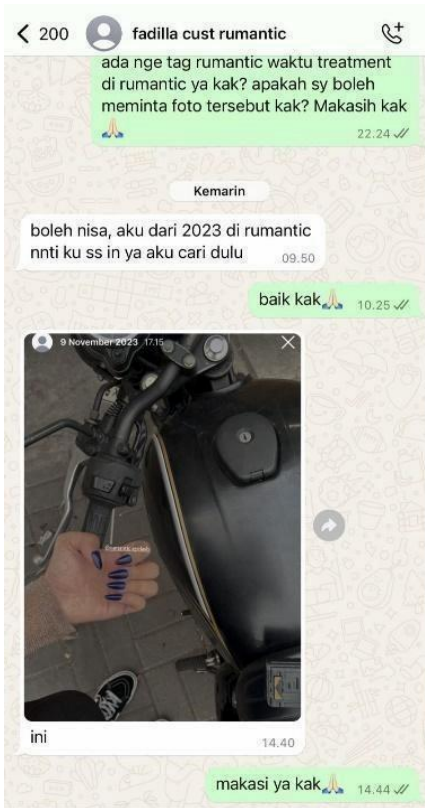 200
fadilla cust rumantic
ada nge tag rumantic waktu treatment
di rumantic ya kak? apakah sy boleh
meminta foto tersebut kak? Makasih kak
🙏🏻
22.24
Kemarin
boleh nisa, aku dari 2023 di rumantic
nnti ku ss in ya aku cari dulu
09.50
baik kak🙏🏻
10.25
9 November 2023 17.15
ini
14.40
makasi ya kak🙏🏻
14.44